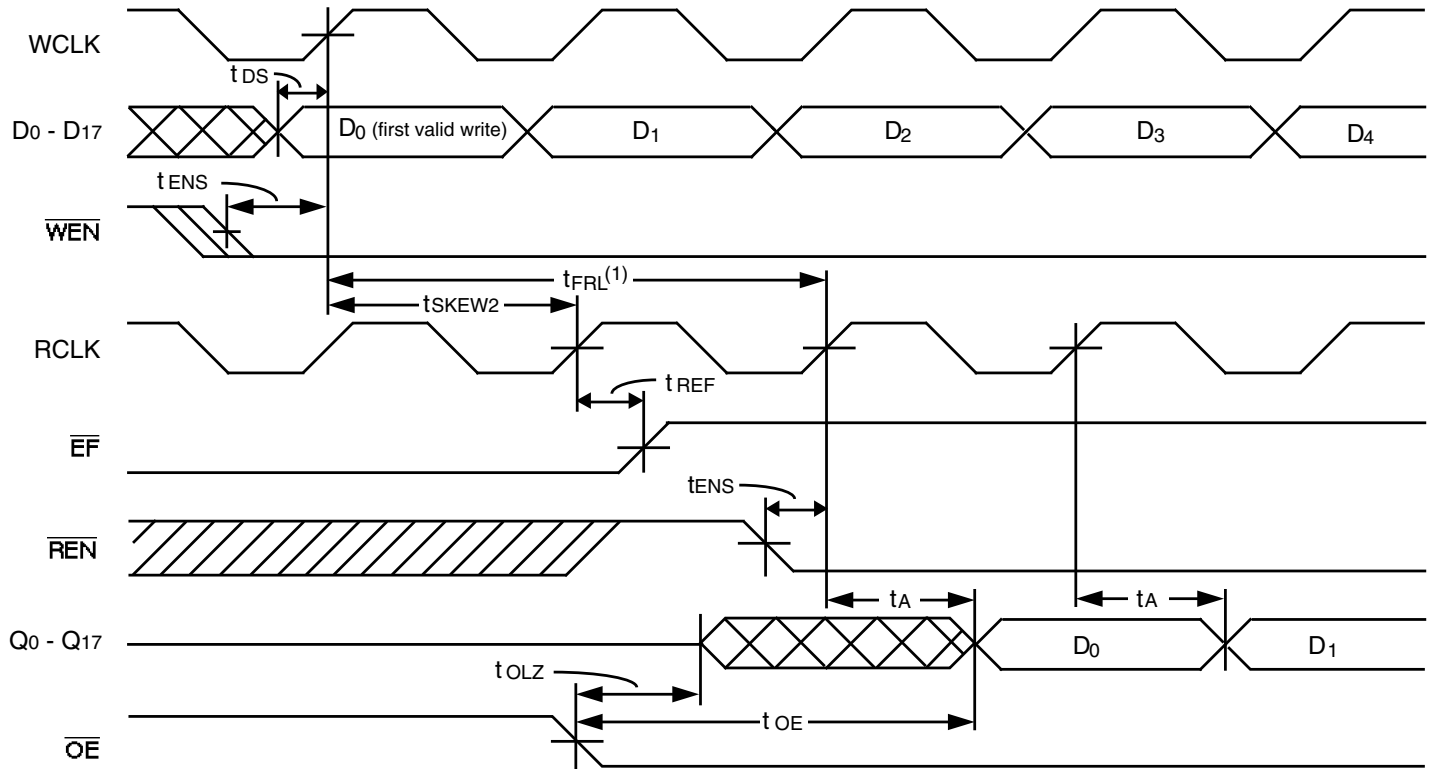 WCLK
tDS
D0 - D17
D0 (first valid write)
D1
D2
D3
D4
tENS
WEN
tFRL(1)
tSKEW2
RCLK
tREF
EF
tENS
REN
tA
tA
Q0 - Q17
D0
D1
tOLZ
tOE
OE